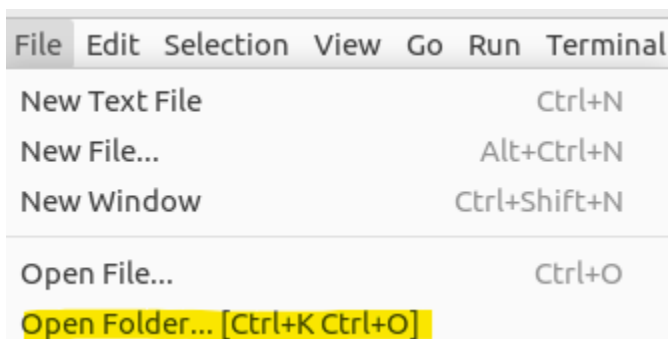 File Edit Selection View Go Run Terminal
New Text File Ctrl+N
New File... Alt+Ctrl+N
New Window Ctrl+Shift+N
Open File... Ctrl+O
Open Folder... [Ctrl+K Ctrl+O]